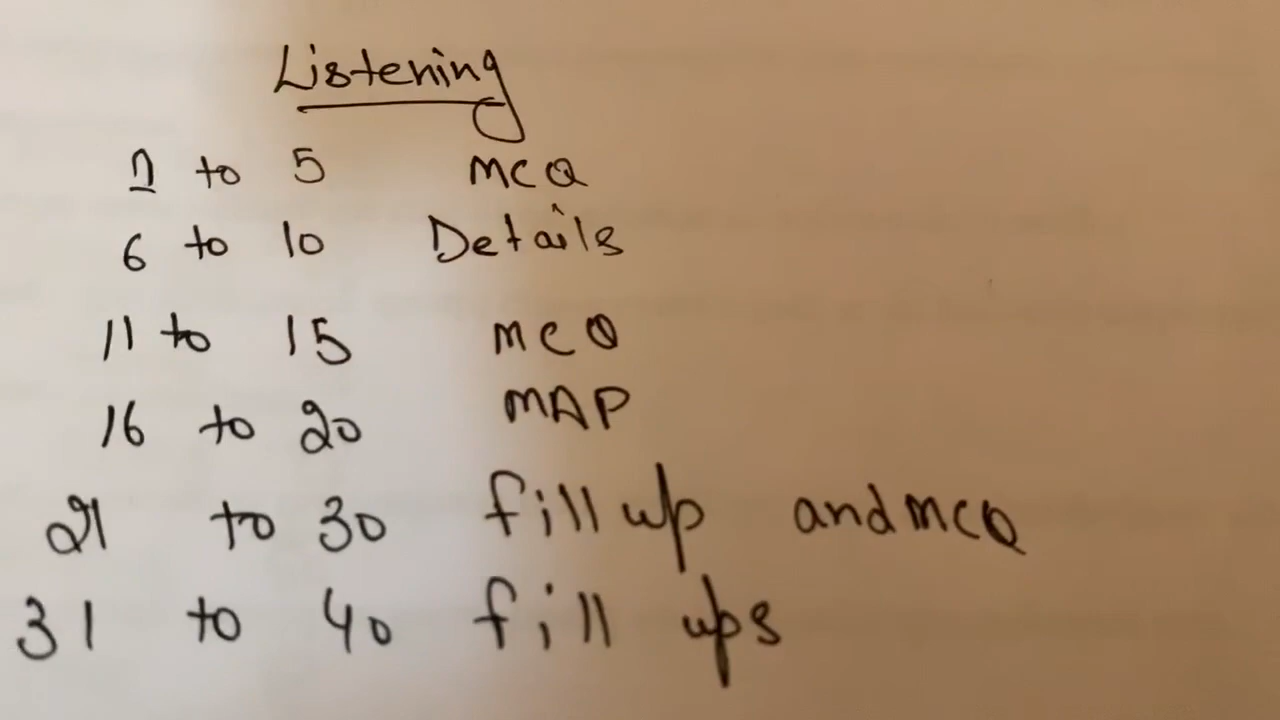 Listening
1 to 5 MCQ
6 to 10 Details
11 to 15 MCQ
16 to 20 MAP
21 to 30 fill up and MCQ
31 to 40 fill ups